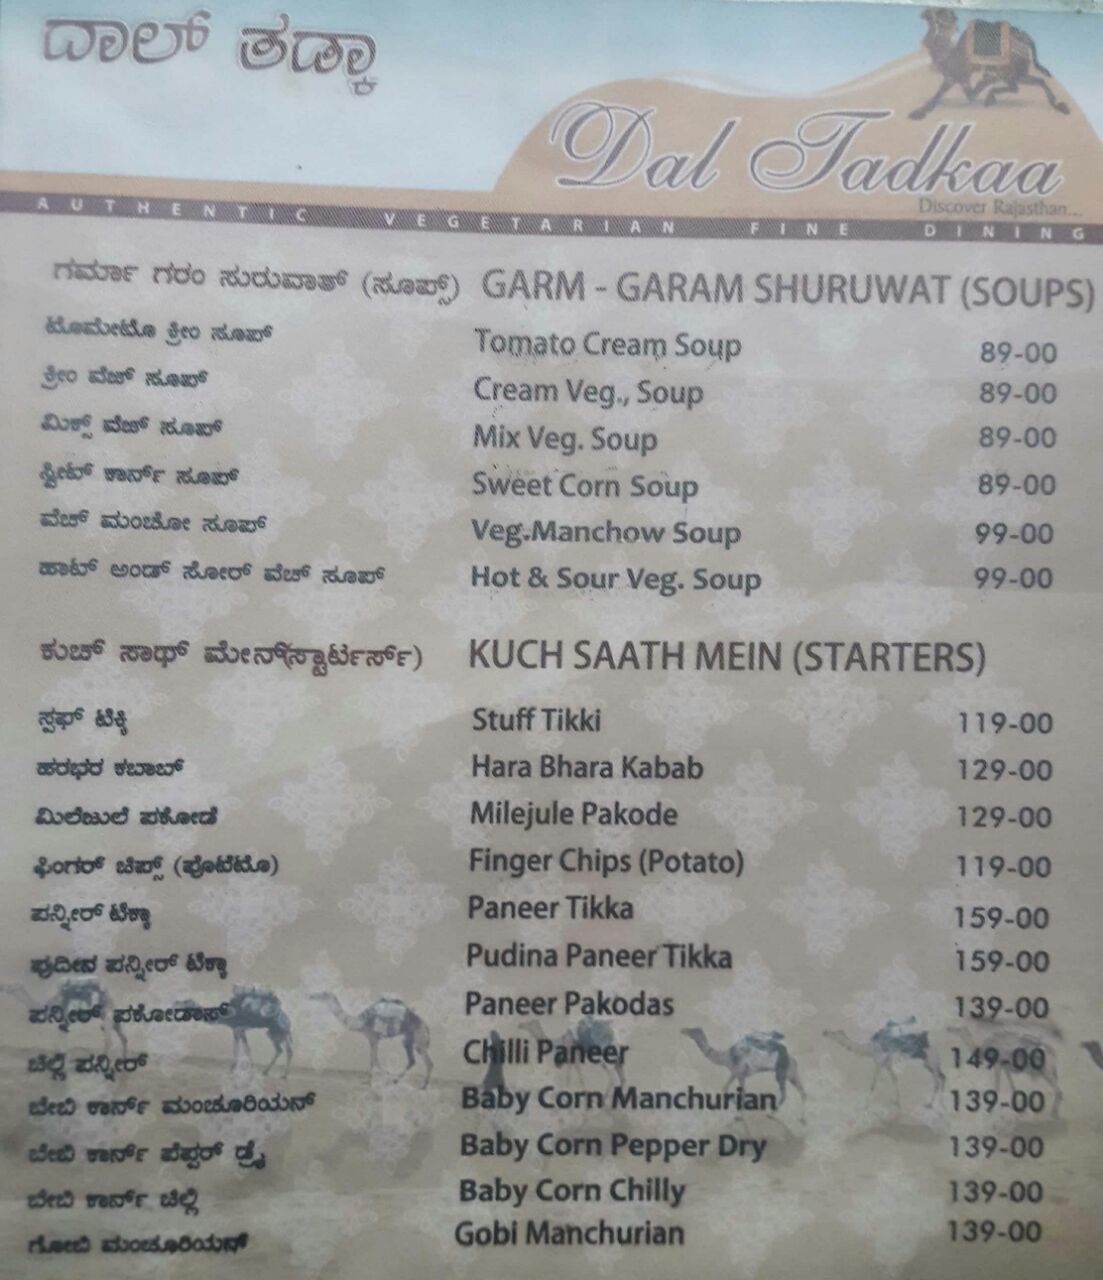 ದಾಲ್ ತಡ್ಕಾ
Dal Tadkaa
Discover Rajasthan...
AUTHENTIC VEGETARIAN FINE DINING
ಗರ್ಮಾ ಗರಂ ಸುರುವಾತ್ (ಸೂಪ್ಸ್) GARM - GARAM SHURUWAT (SOUPS)
ಟೊಮೇಟೊ ಕ್ರೀಂ ಸೂಪ್ Tomato Cream Soup 89-00
ಕ್ರೀಂ ವೆಜ್ ಸೂಪ್ Cream Veg., Soup 89-00
ಮಿಕ್ಸ್ ವೆಜ್ ಸೂಪ್ Mix Veg. Soup 89-00
ಸ್ವೀಟ್ ಕಾರ್ನ್ ಸೂಪ್ Sweet Corn Soup 89-00
ವೆಜ್ ಮಂಚೋ ಸೂಪ್ Veg.Manchow Soup 99-00
ಹಾಟ್ ಅಂಡ್ ಸೋರ್ ವೆಜ್ ಸೂಪ್ Hot & Sour Veg. Soup 99-00
ಕುಚ್ ಸಾಥ್ ಮೇನ್(ಸ್ಟಾರ್ಟರ್ಸ್) KUCH SAATH MEIN (STARTERS)
ಸ್ಟಫ್ ಟಿಕ್ಕಿ Stuff Tikki 119-00
ಹರಭರ ಕಬಾಬ್ Hara Bhara Kabab 129-00
ಮಿಲೆಜುಲೆ ಪಕೋಡೆ Milejule Pakode 129-00
ಫಿಂಗರ್ ಚಿಪ್ಸ್ (ಪೊಟೆಟೊ) Finger Chips (Potato) 119-00
ಪನ್ನೀರ್ ಟಿಕ್ಕಾ Paneer Tikka 159-00
ಪುದೀನ ಪನ್ನೀರ್ ಟಿಕ್ಕಾ Pudina Paneer Tikka 159-00
ಪನ್ನೀರ್ ಪಕೋಡಾಸ್ Paneer Pakodas 139-00
ಚಿಲ್ಲಿ ಪನ್ನೀರ್ Chilli Paneer 149-00
ಬೇಬಿ ಕಾರ್ನ್ ಮಂಚೂರಿಯನ್ Baby Corn Manchurian 139-00
ಬೇಬಿ ಕಾರ್ನ್ ಪೆಪ್ಪರ್ ಡ್ರೈ Baby Corn Pepper Dry 139-00
ಬೇಬಿ ಕಾರ್ನ್ ಚಿಲ್ಲಿ Baby Corn Chilly 139-00
ಗೋಬಿ ಮಂಚೂರಿಯನ್ Gobi Manchurian 139-00